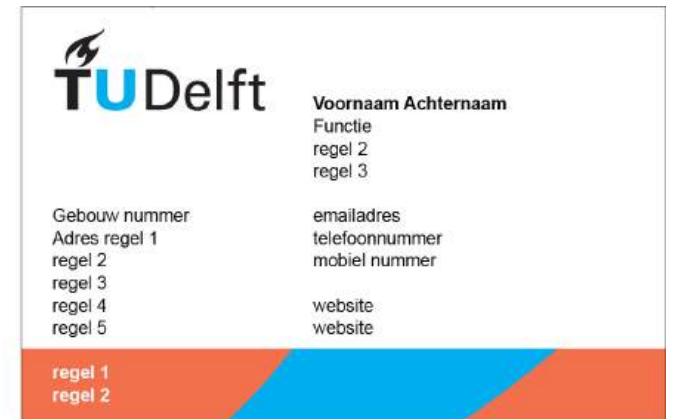 TUDelft
Voornaam Achternaam
Functie
regel 2
regel 3
Gebouw nummer
Adres regel 1
regel 2
regel 3
regel 4
regel 5
emailadres
telefoonnummer
mobiel nummer
website
website
regel 1
regel 2